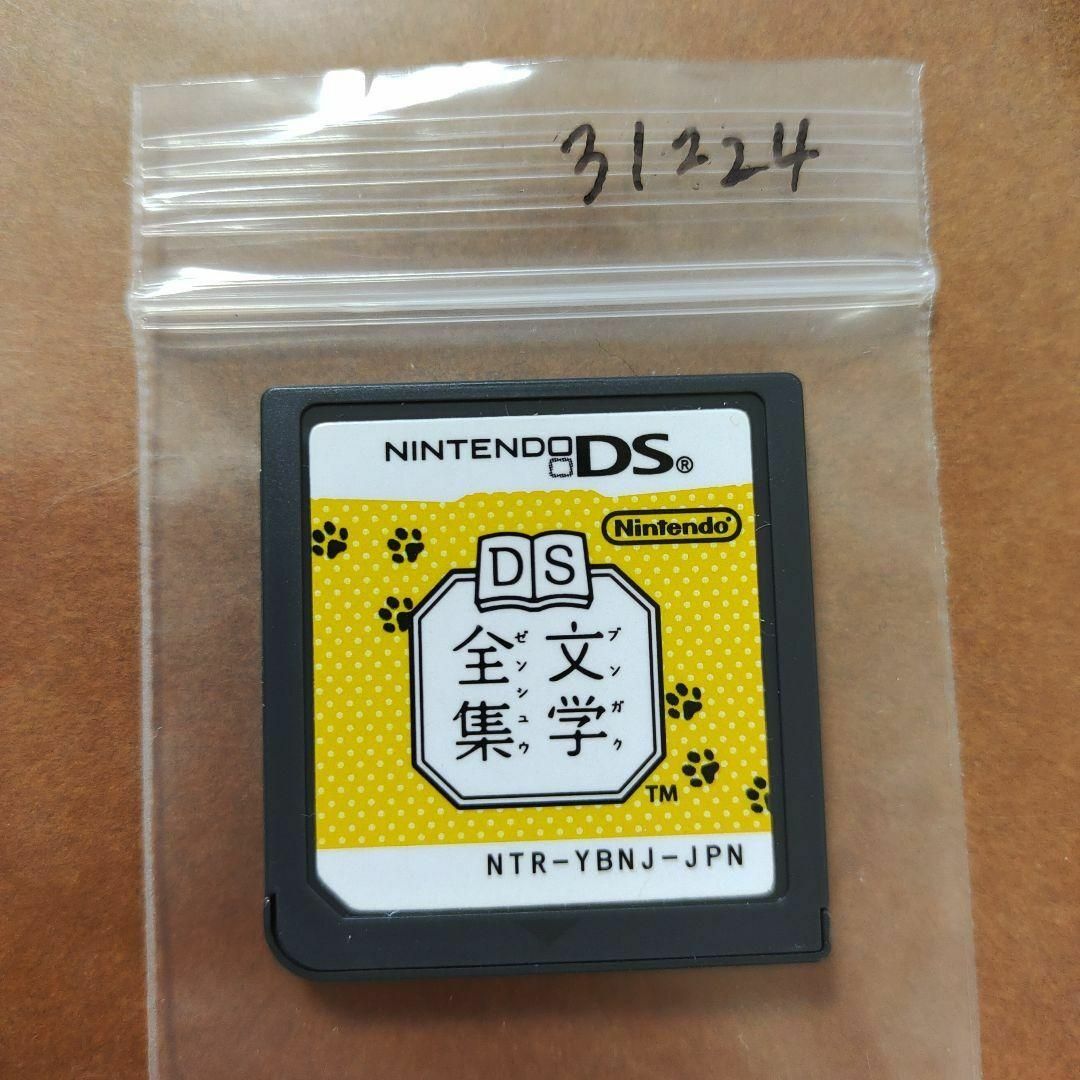 31224
NINTENDO DS®
Nintendo®
DS
文学
ブンガク
全集
ゼンシュウ
TM
NTR-YBNJ-JPN